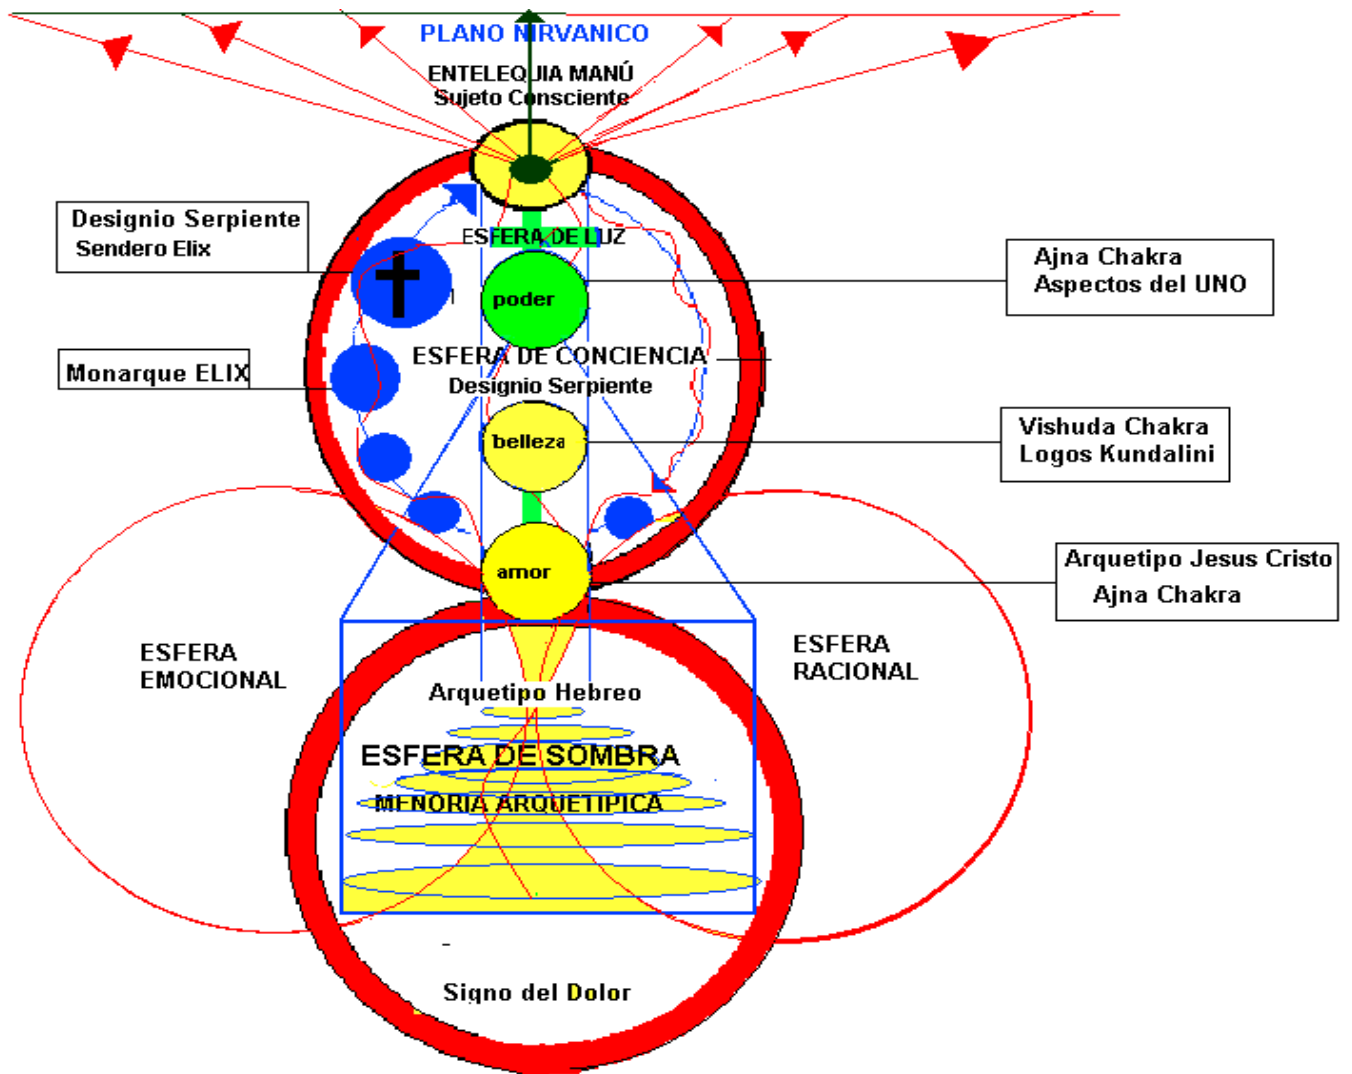 PLANO NIRVANICO
ENTELEQUIA MANÚ
Sujeto Consciente
Designio Serpiente
Sendero Elix
ESFERA DE LUZ
Ajna Chakra
Aspectos del UNO
poder
ESFERA DE CONCIENCIA
Designio Serpiente
Monarque ELIX
belleza
Vishuda Chakra
Logos Kundalini
amor
Arquetipo Jesus Cristo
Ajna Chakra
ESFERA
EMOCIONAL
ESFERA
RACIONAL
Arquetipo Hebreo
ESFERA DE SOMBRA
MENORIA ARQUETIPICA
Signo del Dolor